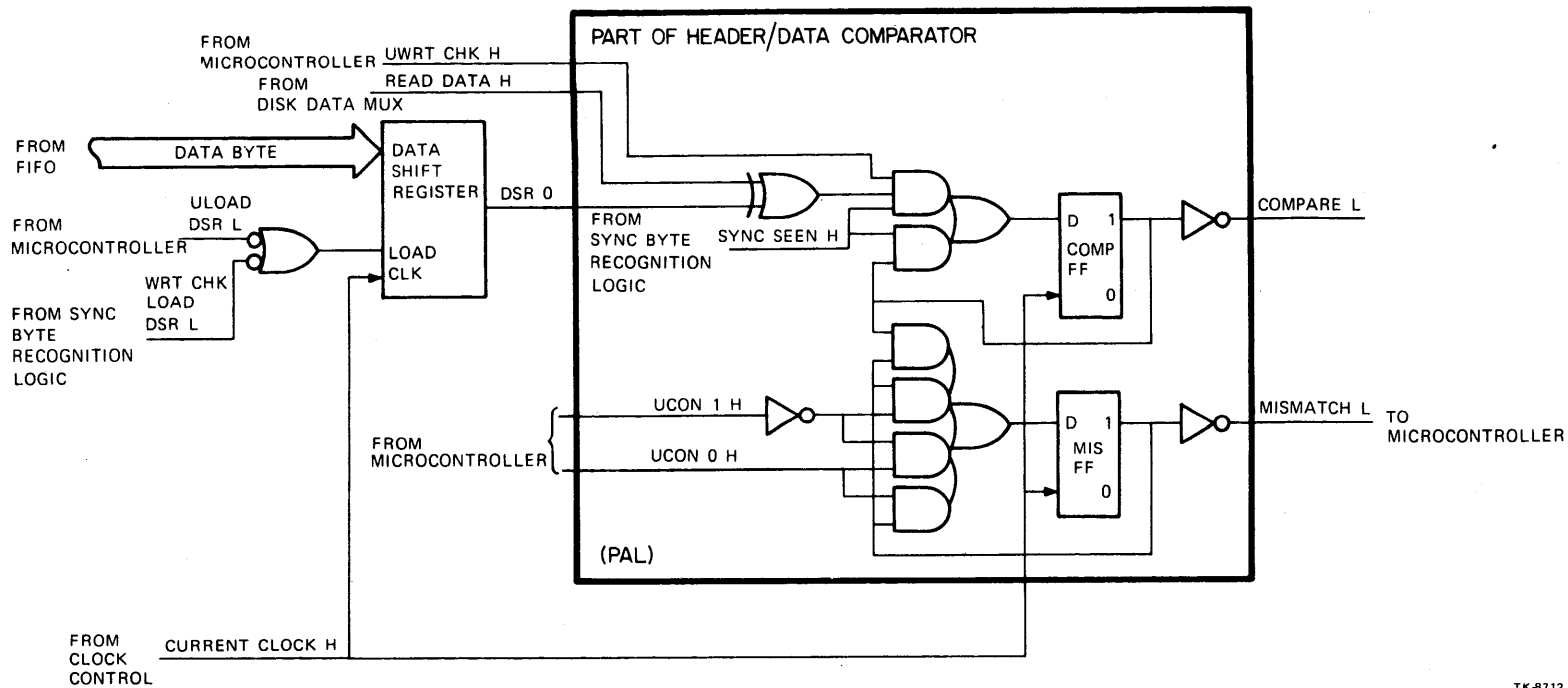 PART OF HEADER/DATA COMPARATOR
FROM
MICROCONTROLLER
UWRT CHK H
FROM
DISK DATA MUX
READ DATA H
FROM
FIFO
DATA BYTE
DATA
SHIFT
REGISTER
LOAD
CLK
DSR 0
FROM
MICROCONTROLLER
ULOAD
DSR L
WRT CHK
LOAD
DSR L
FROM SYNC
BYTE
RECOGNITION
LOGIC
FROM
SYNC BYTE
RECOGNITION
LOGIC
SYNC SEEN H
D 1
COMP
FF
0
COMPARE L
FROM
MICROCONTROLLER
UCON 1 H
UCON 0 H
D 1
MIS
FF
0
MISMATCH L
TO
MICROCONTROLLER
(PAL)
FROM
CLOCK
CONTROL
CURRENT CLOCK H
TK-8712